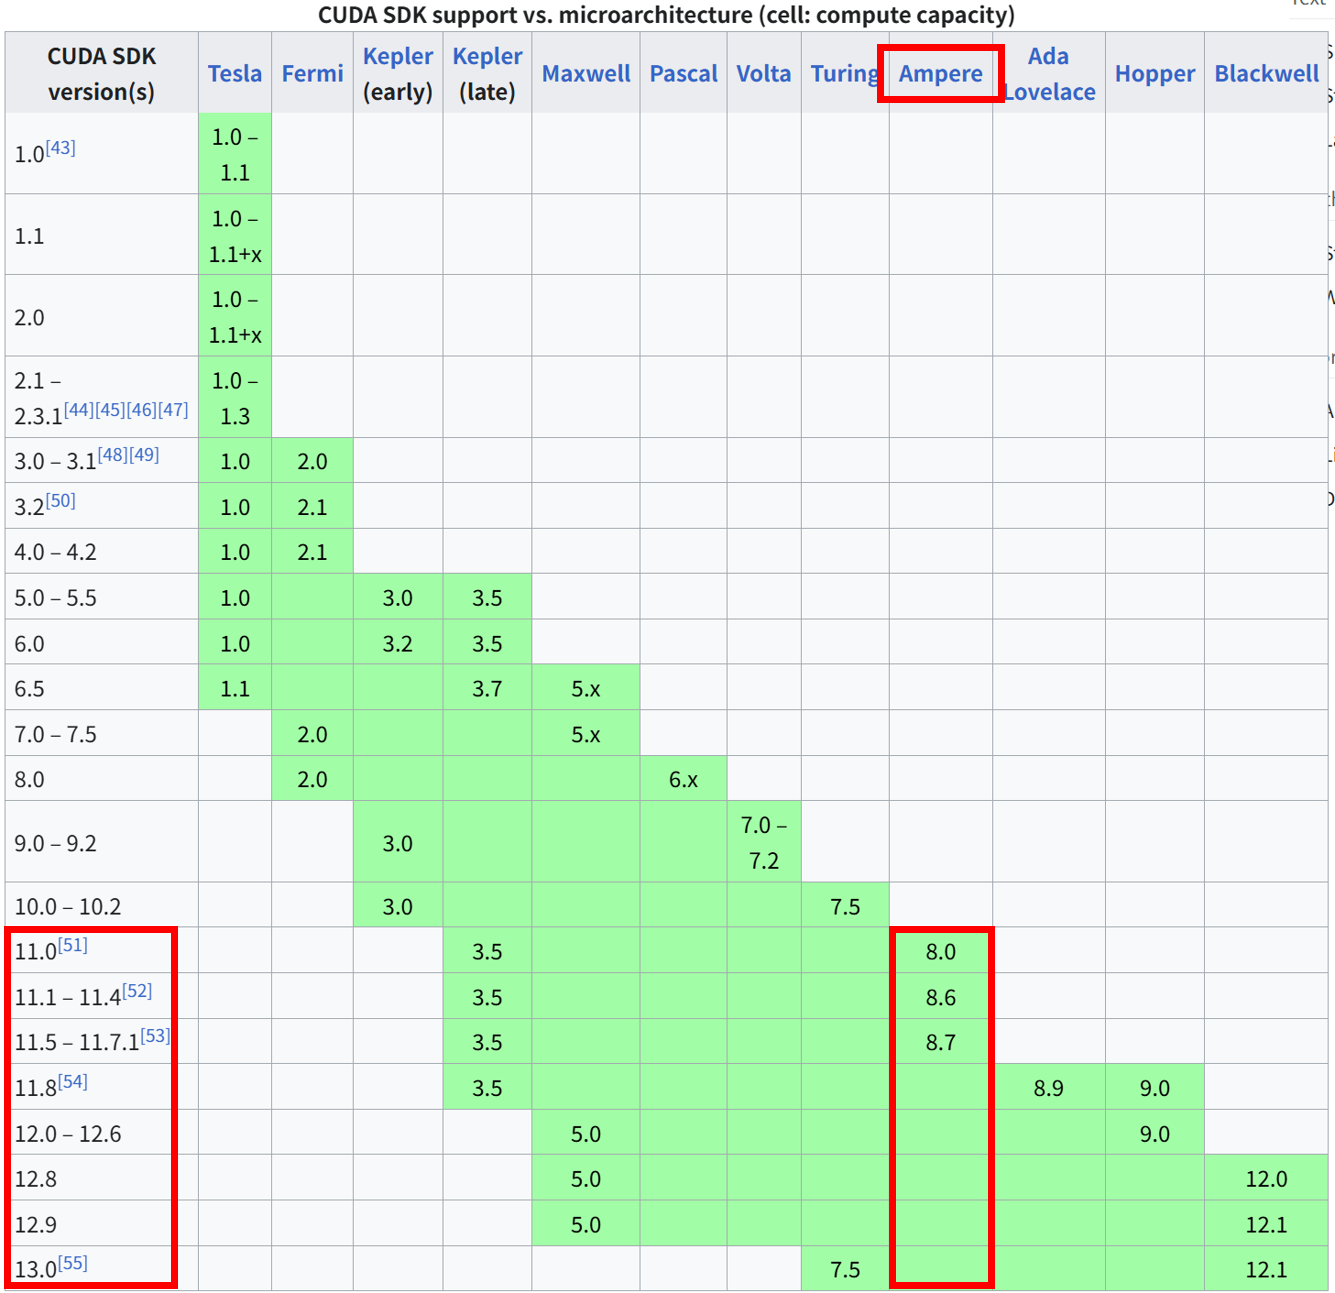 CUDA SDK support vs. microarchitecture (cell: compute capacity)
CUDA SDK version(s) Tesla Fermi Kepler (early) Kepler (late) Maxwell Pascal Volta Turing Ampere Ada Lovelace Hopper Blackwell
1.0[43] 1.0 – 1.1
1.1 1.0 – 1.1+x
2.0 1.0 – 1.1+x
2.1 – 2.3.1[44][45][46][47] 1.0 – 1.3
3.0 – 3.1[48][49] 1.0 2.0
3.2[50] 1.0 2.1
4.0 – 4.2 1.0 2.1
5.0 – 5.5 1.0 3.0 3.5
6.0 1.0 3.2 3.5
6.5 1.1 3.7 5.x
7.0 – 7.5 2.0 5.x
8.0 2.0 6.x
9.0 – 9.2 3.0 7.0 – 7.2
10.0 – 10.2 3.0 7.5
11.0[51] 3.5 8.0
11.1 – 11.4[52] 3.5 8.6
11.5 – 11.7.1[53] 3.5 8.7
11.8[54] 3.5 8.9 9.0
12.0 – 12.6 5.0 9.0
12.8 5.0 12.0
12.9 5.0 12.1
13.0[55] 7.5 12.1